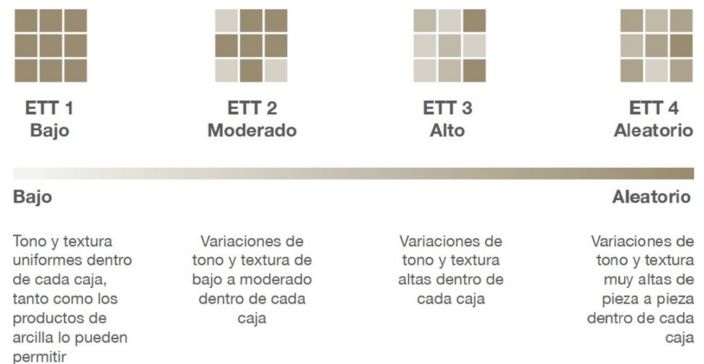 ETT 1
Bajo
ETT 2
Moderado
ETT 3
Alto
ETT 4
Aleatorio
Bajo
Aleatorio
Tono y textura
uniformes dentro
de cada caja,
tanto como los
productos de
arcilla lo pueden
permitir
Variaciones de
tono y textura de
bajo a moderado
dentro de cada
caja
Variaciones de
tono y textura
altas dentro de
cada caja
Variaciones de
tono y textura
muy altas de
pieza a pieza
dentro de cada
caja